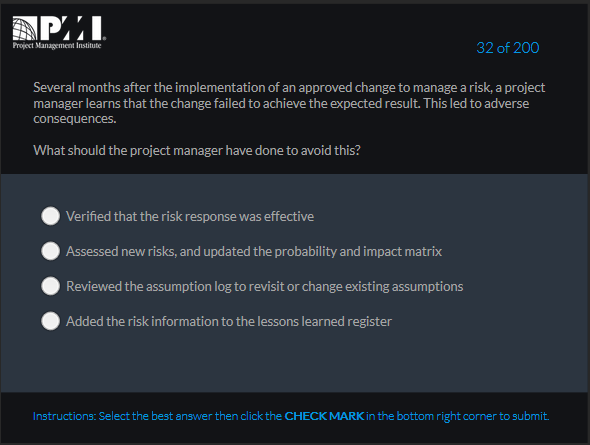 PMI.
Project Management Institute
32 of 200
Several months after the implementation of an approved change to manage a risk, a project
manager learns that the change failed to achieve the expected result. This led to adverse
consequences.
What should the project manager have done to avoid this?
Verified that the risk response was effective
Assessed new risks, and updated the probability and impact matrix
Reviewed the assumption log to revisit or change existing assumptions
Added the risk information to the lessons learned register
Instructions: Select the best answer then click the CHECK MARK in the bottom right corner to submit.